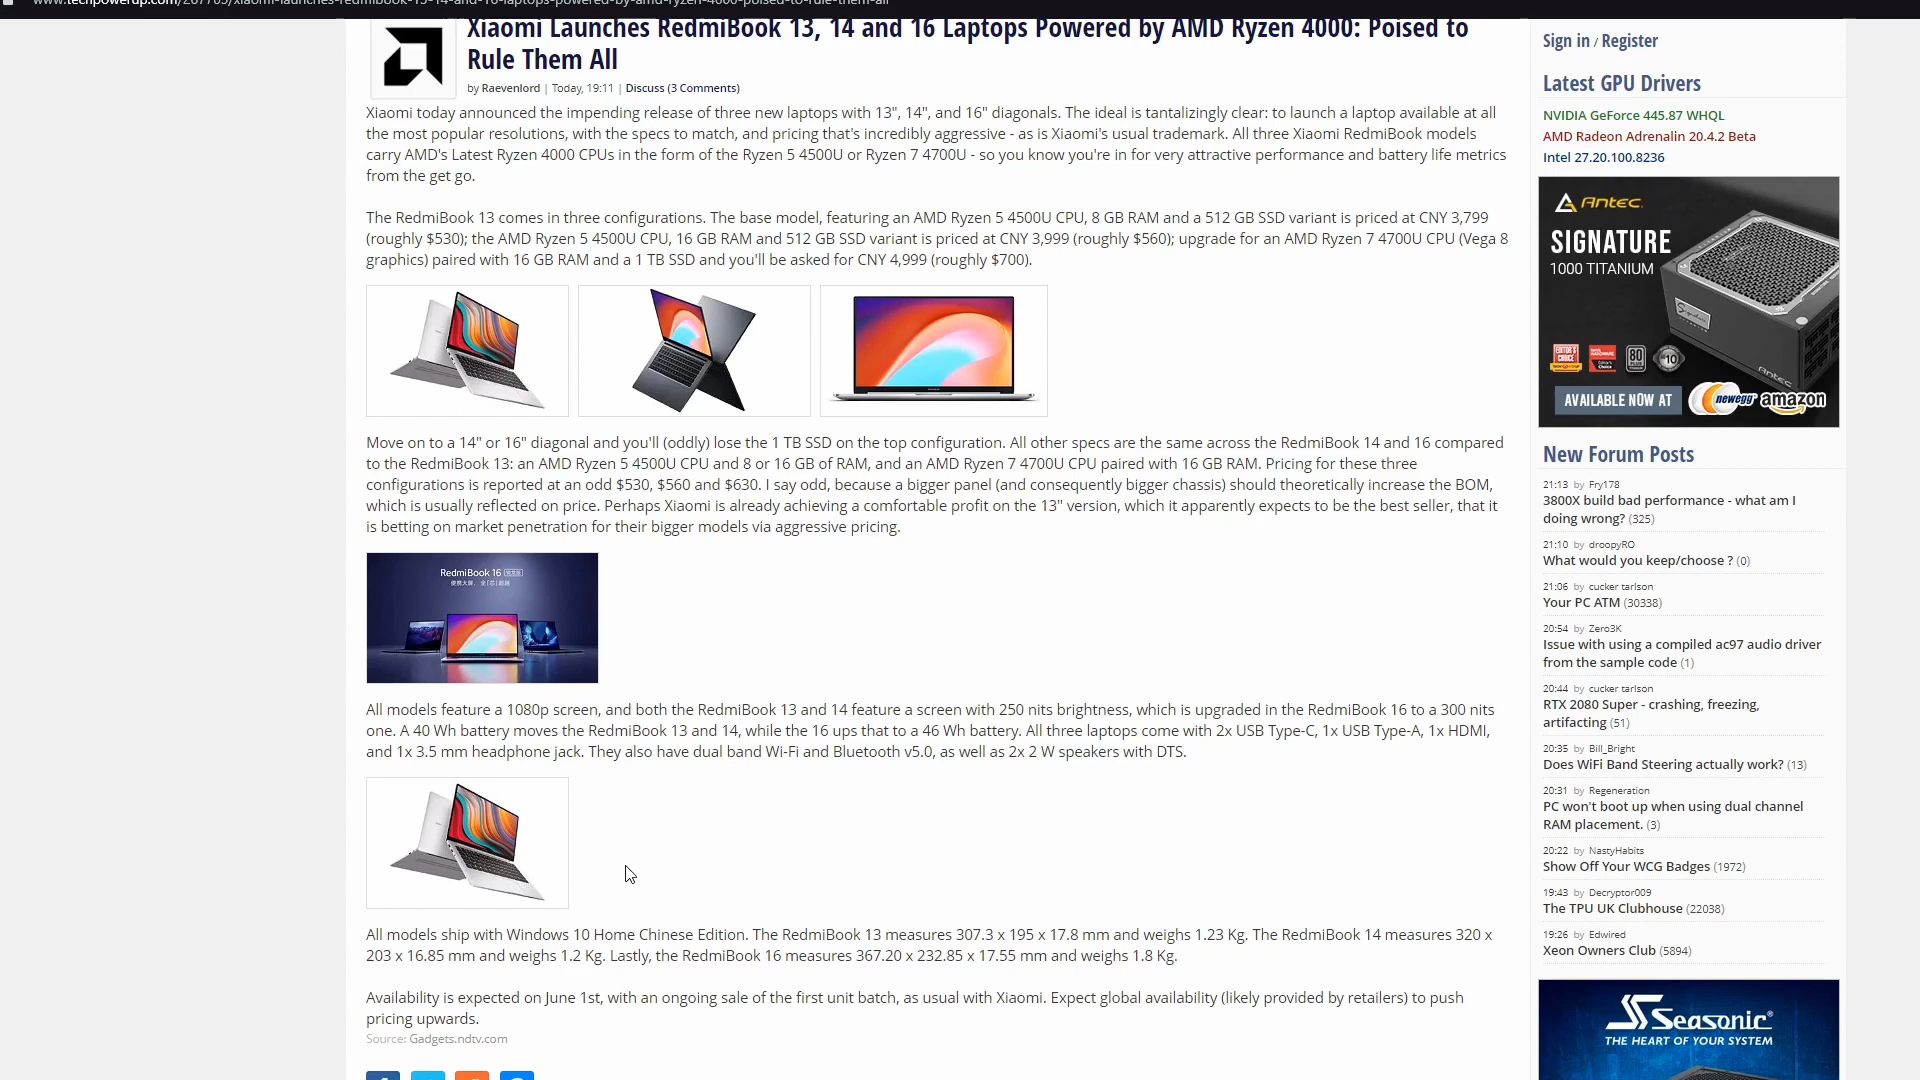 Xiaomi Launches RedmiBook 13, 14 and 16 Laptops Powered by AMD Ryzen 4000: Poised to
Rule Them All
by Raevenlord | Today, 19:11 | Discuss (3 Comments)
Xiaomi today announced the impending release of three new laptops with 13", 14", and 16" diagonals. The ideal is tantalizingly clear: to launch a laptop available at all
the most popular resolutions, with the specs to match, and pricing that's incredibly aggressive - as is Xiaomi's usual trademark. All three Xiaomi RedmiBook models
carry AMD's Latest Ryzen 4000 CPUs in the form of the Ryzen 5 4500U or Ryzen 7 4700U - so you know you're in for very attractive performance and battery life metrics
from the get go.
The RedmiBook 13 comes in three configurations. The base model, featuring an AMD Ryzen 5 4500U CPU, 8 GB RAM and a 512 GB SSD variant is priced at CNY 3,799
(roughly $530); the AMD Ryzen 5 4500U CPU, 16 GB RAM and 512 GB SSD variant is priced at CNY 3,999 (roughly $560); upgrade for an AMD Ryzen 7 4700U CPU (Vega 8
graphics) paired with 16 GB RAM and a 1 TB SSD and you'll be asked for CNY 4,999 (roughly $700).
Move on to a 14" or 16" diagonal and you'll (oddly) lose the 1 TB SSD on the top configuration. All other specs are the same across the RedmiBook 14 and 16 compared
to the RedmiBook 13: an AMD Ryzen 5 4500U CPU and 8 or 16 GB of RAM, and an AMD Ryzen 7 4700U CPU paired with 16 GB RAM. Pricing for these three
configurations is reported at an odd $530, $560 and $630. I say odd, because a bigger panel (and consequently bigger chassis) should theoretically increase the BOM,
which is usually reflected on price. Perhaps Xiaomi is already achieving a comfortable profit on the 13" version, which it apparently expects to be the best seller, that it
is betting on market penetration for their bigger models via aggressive pricing.
RedmiBook 16
All models feature a 1080p screen, and both the RedmiBook 13 and 14 feature a screen with 250 nits brightness, which is upgraded in the RedmiBook 16 to a 300 nits
one. A 40 Wh battery moves the RedmiBook 13 and 14, while the 16 ups that to a 46 Wh battery. All three laptops come with 2x USB Type-C, 1x USB Type-A, 1x HDMI,
and 1x 3.5 mm headphone jack. They also have dual band Wi-Fi and Bluetooth v5.0, as well as 2x 2 W speakers with DTS.
All models ship with Windows 10 Home Chinese Edition. The RedmiBook 13 measures 307.3 x 195 x 17.8 mm and weighs 1.23 Kg. The RedmiBook 14 measures 320 x
203 x 16.85 mm and weighs 1.2 Kg. Lastly, the RedmiBook 16 measures 367.20 x 232.85 x 17.55 mm and weighs 1.8 Kg.
Availability is expected on June 1st, with an ongoing sale of the first unit batch, as usual with Xiaomi. Expect global availability (likely provided by retailers) to push
pricing upwards.
Source: Gadgets.ndtv.com
Sign in / Register
Latest GPU Drivers
NVIDIA GeForce 445.87 WHQL
AMD Radeon Adrenalin 20.4.2 Beta
Intel 27.20.100.8236
Antec.
SIGNATURE
1000 TITANIUM
AVAILABLE NOW AT newegg amazon
New Forum Posts
21:13 by Fry178
3800X build bad performance - what am I
doing wrong? (325)
21:10 by droopyRO
What would you keep/choose ? (0)
21:06 by cucker tarlson
Your PC ATM (30338)
20:54 by Zero3K
Issue with using a compiled ac97 audio driver
from the sample code (1)
20:44 by cucker tarlson
RTX 2080 Super - crashing, freezing,
artifacting (51)
20:35 by Bill_Bright
Does WiFi Band Steering actually work? (13)
20:31 by Regeneration
PC won't boot up when using dual channel
RAM placement. (3)
20:22 by NastyHabits
Show Off Your WCG Badges (1972)
19:43 by Decryptor009
The TPU UK Clubhouse (22038)
19:26 by Edwired
Xeon Owners Club (5894)
Seasonic
THE HEART OF YOUR SYSTEM